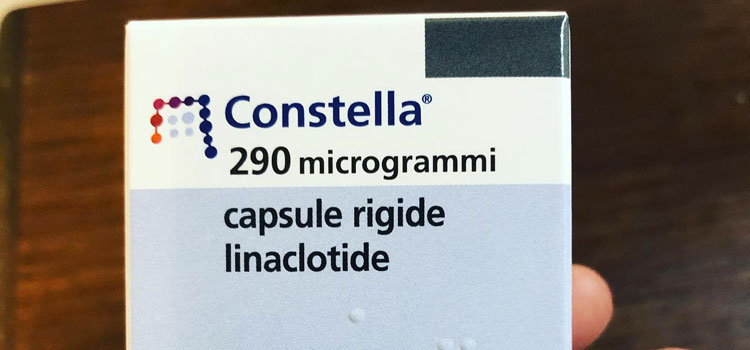 Constella®
290 microgrammi
capsule rigide
linaclotide